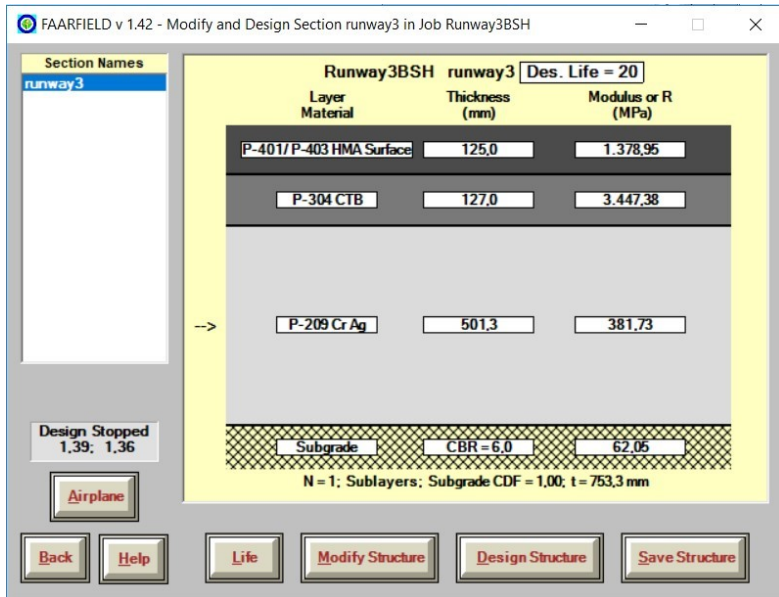 FAARFIELD v 1.42 - Modify and Design Section runway3 in Job Runway3BSH
Section Names
runway3
Runway3BSH runway3 Des. Life = 20
Layer Material Thickness (mm) Modulus or R (MPa)
P-401/ P-403 HMA Surface 125,0 1.378,95
P-304 CTB 127,0 3.447,38
--> P-209 Cr Ag 501,3 381,73
Subgrade CBR = 6,0 62,05
N = 1; Sublayers; Subgrade CDF = 1,00; t = 753,3 mm
Design Stopped
1,39; 1,36
Airplane
Back Help Life Modify Structure Design Structure Save Structure